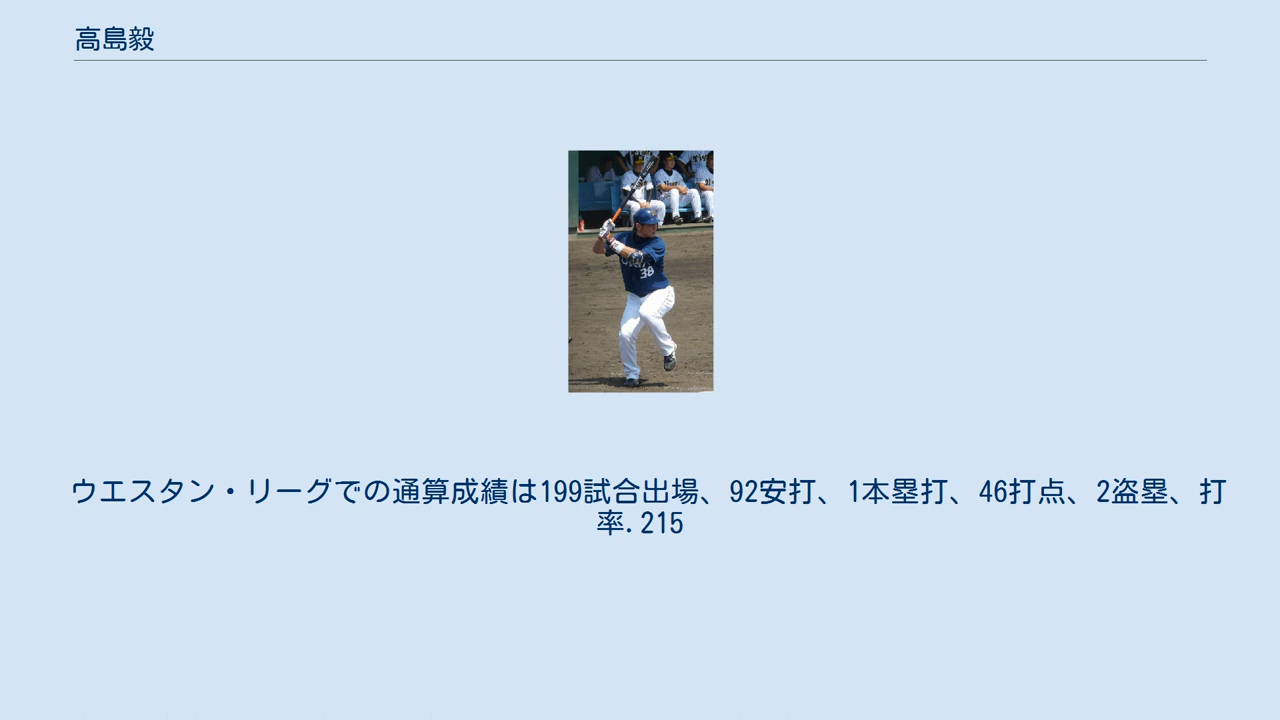 高島毅
38
ウエスタン・リーグでの通算成績は199試合出場、92安打、1本塁打、46打点、2盗塁、打
率.215